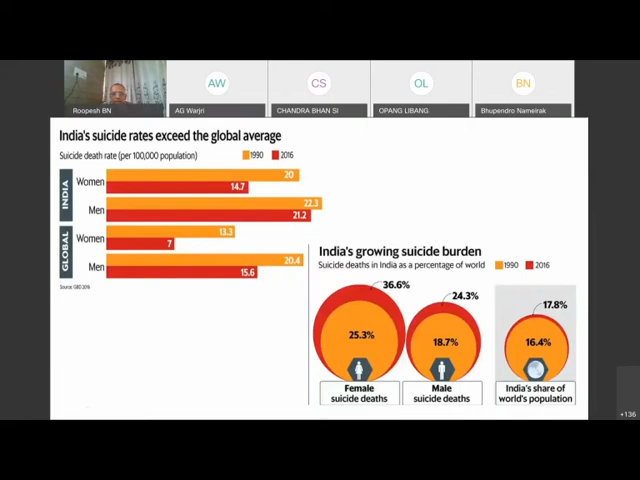 AW
CS
OL
BN
Roopesh BN
AG Warjri
CHANDRA BHAN SI
OPANG LIBANG
Bhupendro Nameirak
India's suicide rates exceed the global average
Suicide death rate (per 100,000 population)
1990
2016
INDIA
Women
20
14.7
Men
22.3
21.2
GLOBAL
Women
13.3
7
Men
20.4
15.6
Source: GBD 2016
India's growing suicide burden
Suicide deaths in India as a percentage of world
1990
2016
36.6%
25.3%
24.3%
18.7%
17.8%
16.4%
Female
suicide deaths
Male
suicide deaths
India's share of
world's population
+136